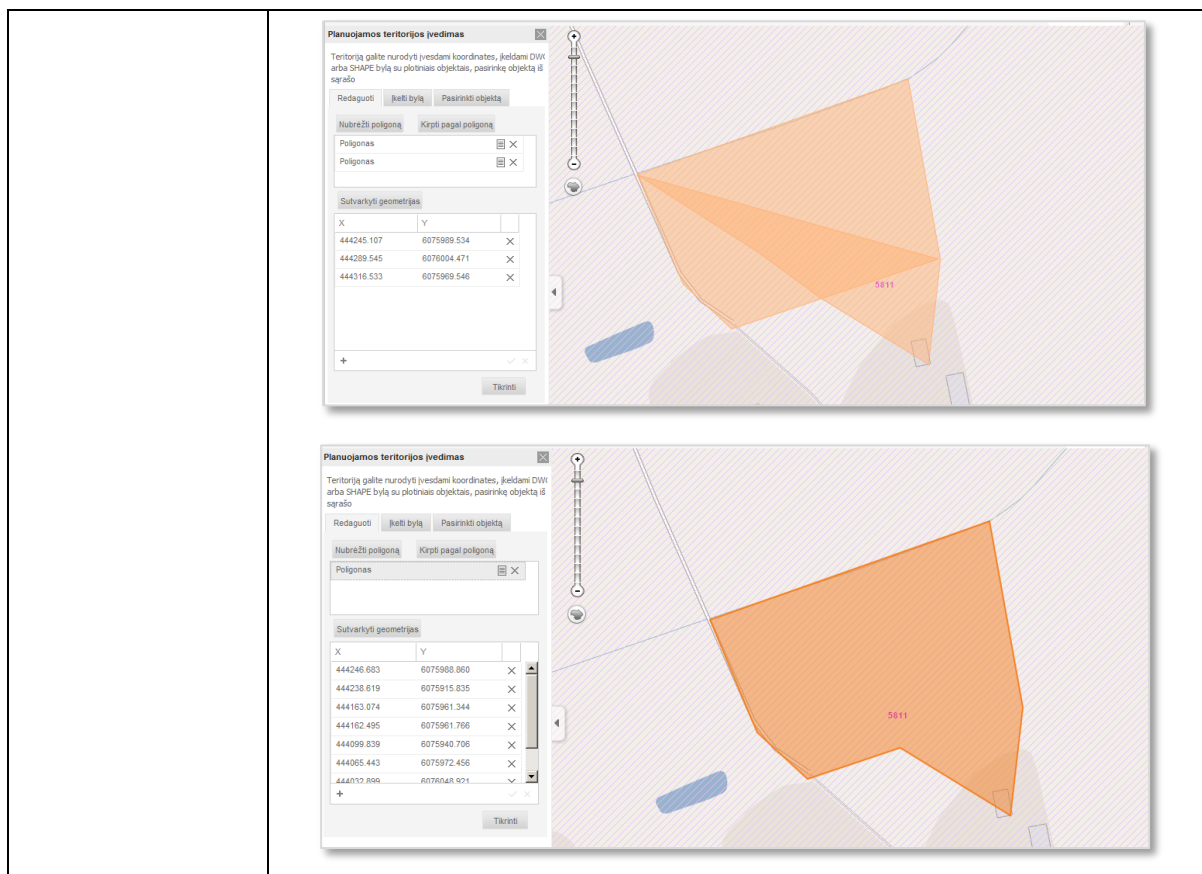 Planuojamos teritorijos įvedimas
Teritoriją galite nurodyti įvesdami koordinates, įkeldami DWG
arba SHAPE bylą su plotiniais objektais, pasirinkę objektą iš
sąrašo
Redaguoti Įkelti bylą Pasirinkti objektą
Nubrėžti poligoną Kirpti pagal poligoną
Poligonas
Poligonas
Sutvarkyti geometrijas
X Y
444245.107 6075989.534
444289.545 6076004.471
444316.533 6075969.546
+
Tikrinti
5811
Planuojamos teritorijos įvedimas
Teritoriją galite nurodyti įvesdami koordinates, įkeldami DWG
arba SHAPE bylą su plotiniais objektais, pasirinkę objektą iš
sąrašo
Redaguoti Įkelti bylą Pasirinkti objektą
Nubrėžti poligoną Kirpti pagal poligoną
Poligonas
Sutvarkyti geometrijas
X Y
444246.683 6075988.860
444238.619 6075915.835
444163.074 6075961.344
444162.495 6075961.766
444099.839 6075940.706
444065.443 6075972.456
444032.899 6076048.921
+
Tikrinti
5811